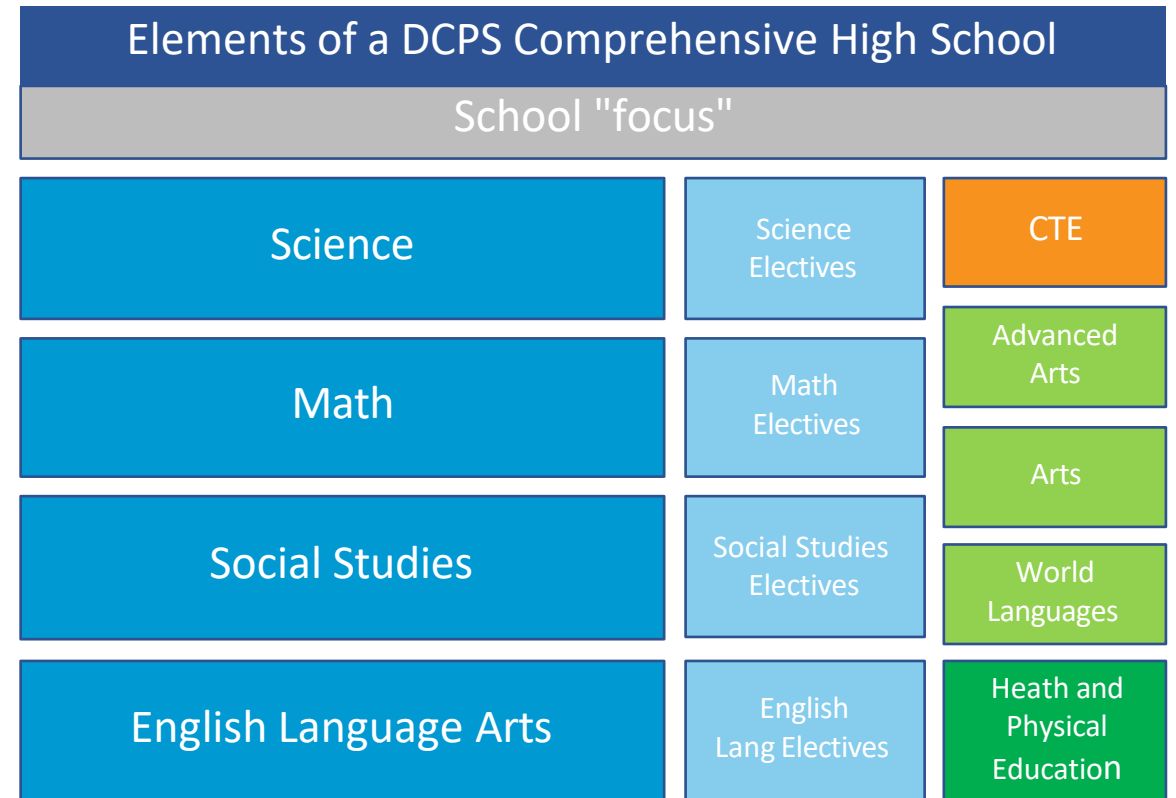 Elements of a DCPS Comprehensive High School
School "focus"
Science
Science
Electives
CTE
Advanced
Arts
Math
Math
Electives
Arts
Social Studies
Social Studies
Electives
World
Languages
English Language Arts
English
Lang Electives
Heath and
Physical
Education